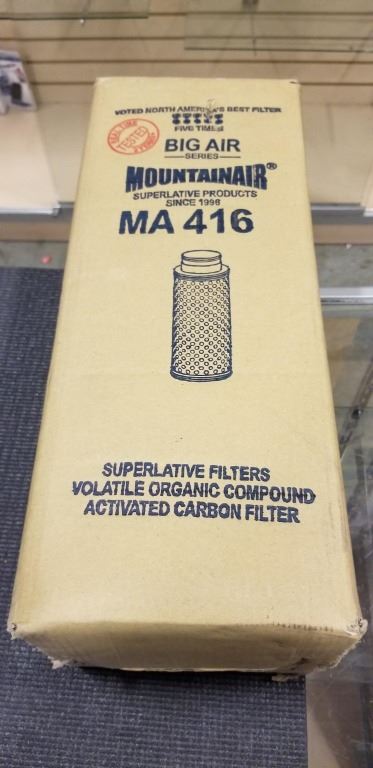 VOTED NORTH AMERICA'S BEST FILTER
FIVE TIMES
TESTED
BIG AIR
SERIES
MOUNTAINAIR®
SUPERLATIVE PRODUCTS
SINCE 1998
MA 416
SUPERLATIVE FILTERS
VOLATILE ORGANIC COMPOUND
ACTIVATED CARBON FILTER